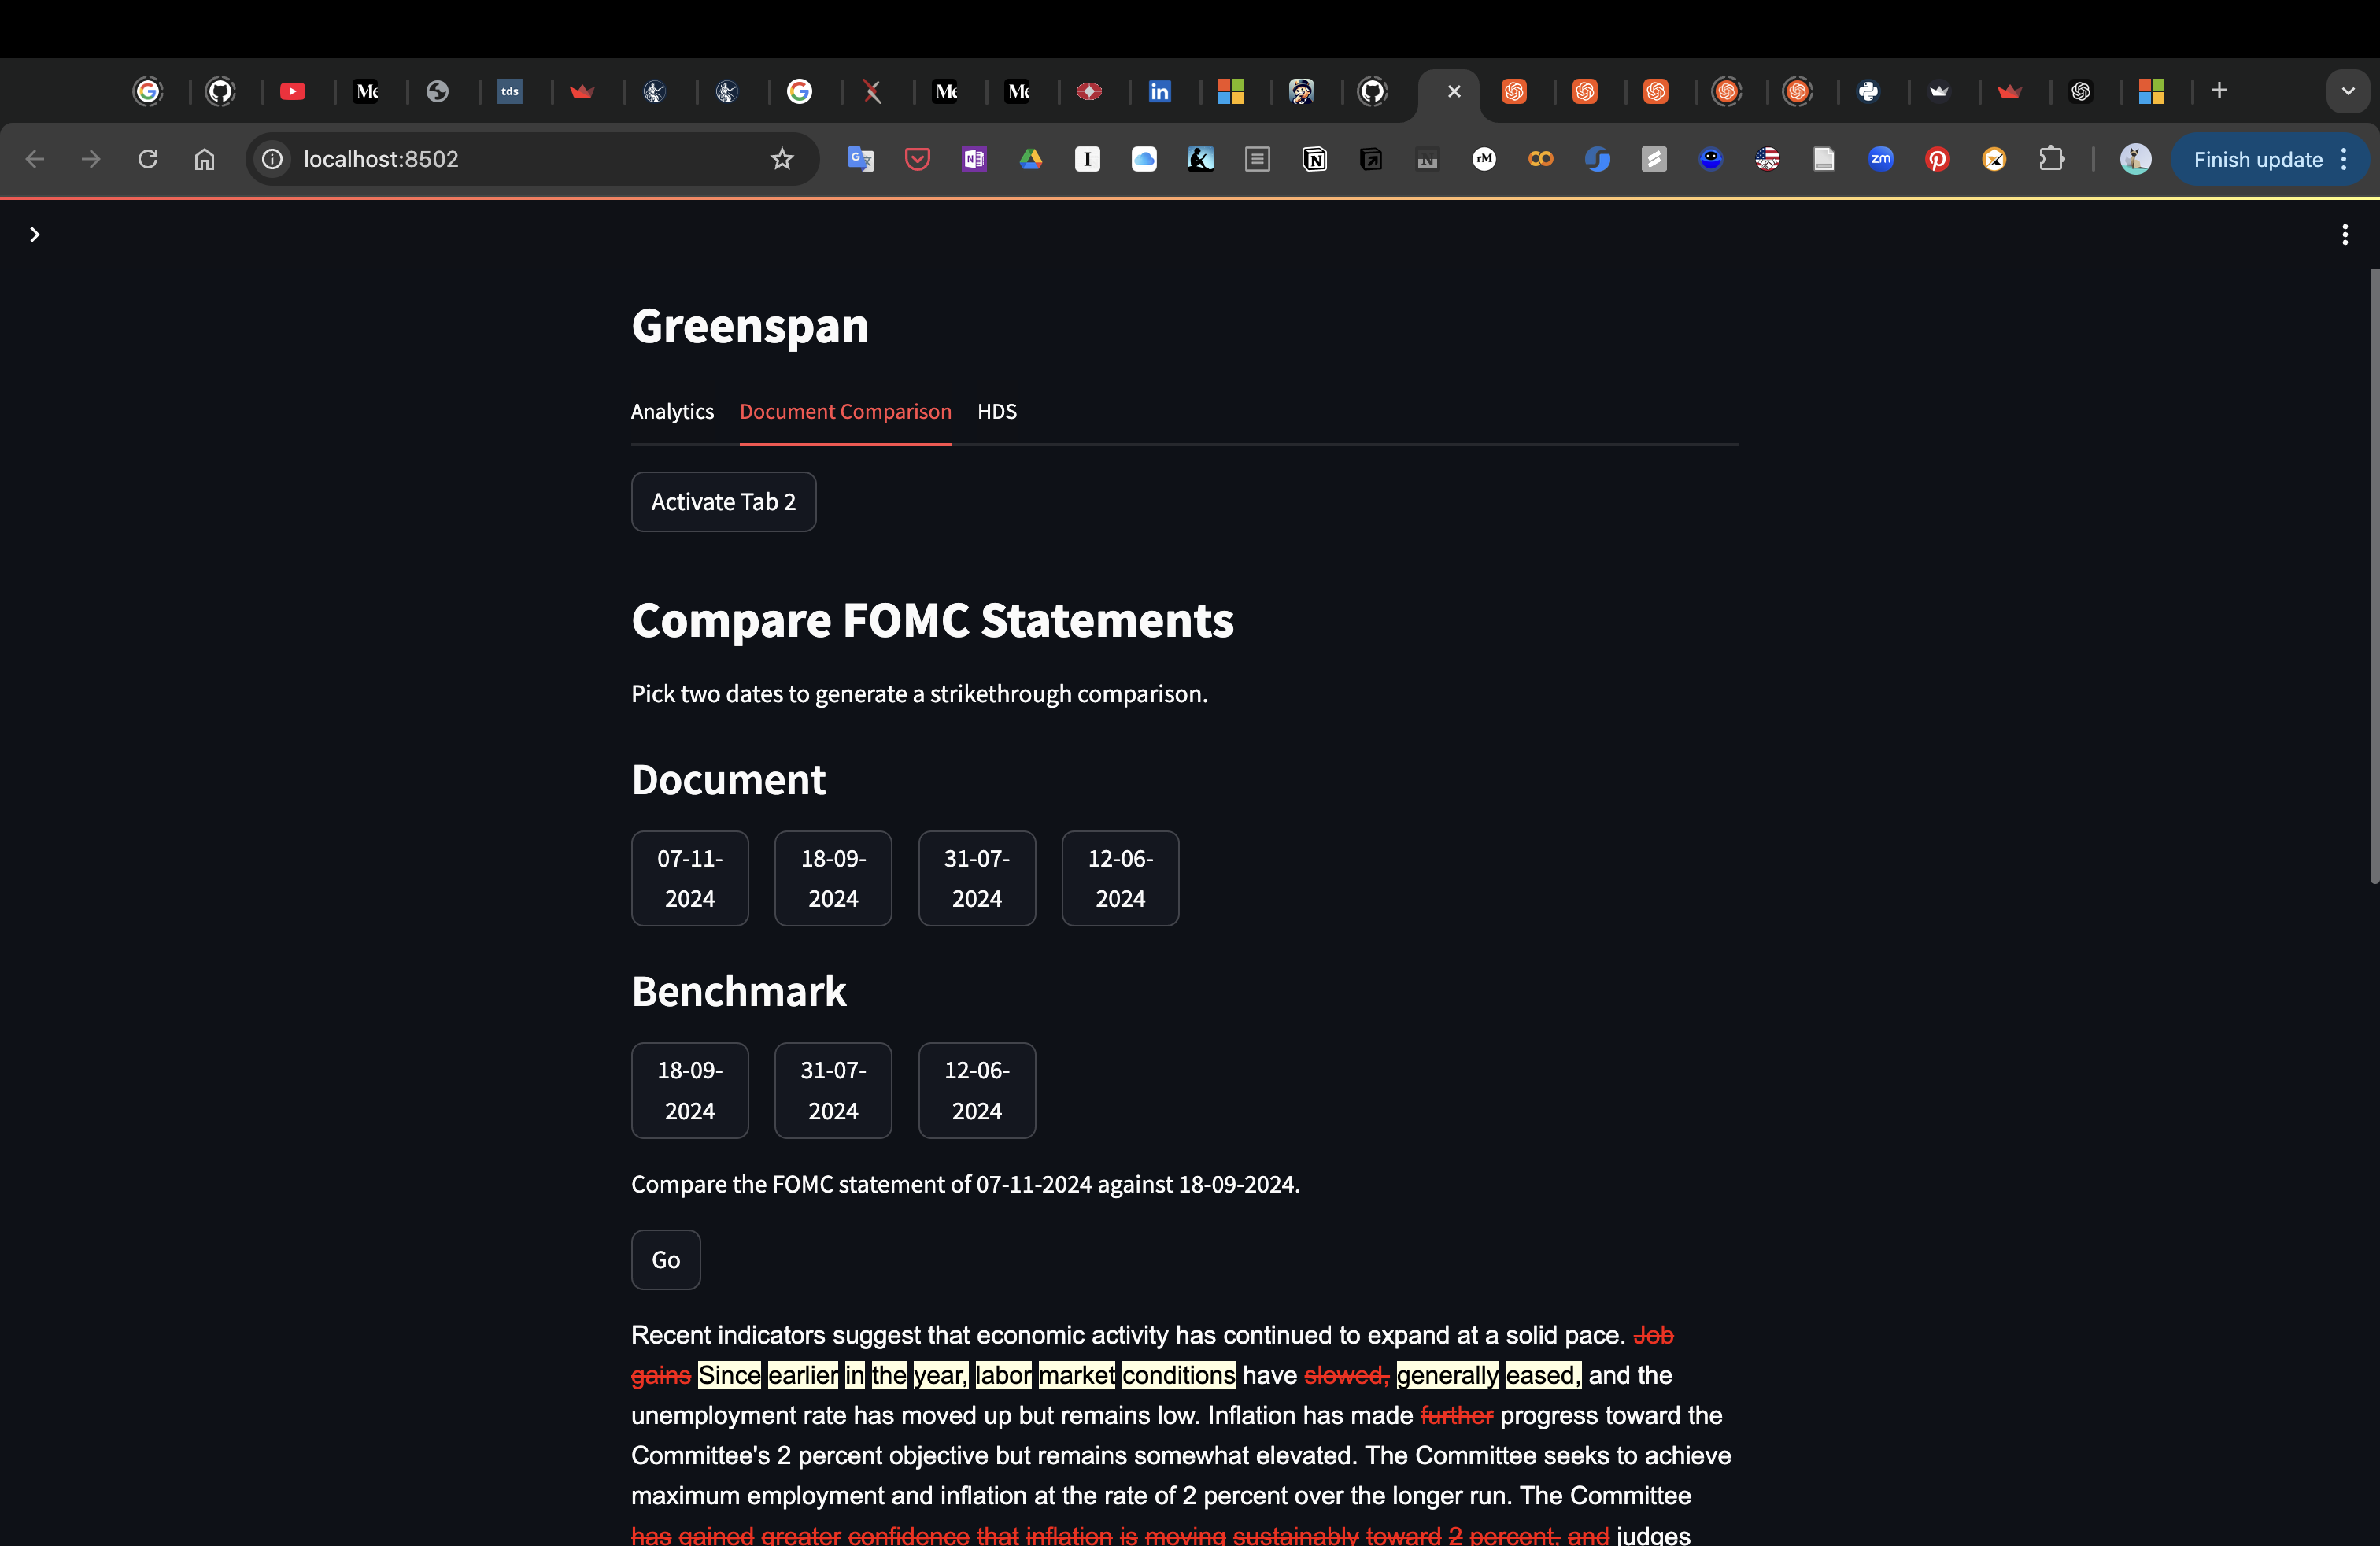 tds
localhost:8502
Finish update
Greenspan
Analytics Document Comparison HDS
Activate Tab 2
Compare FOMC Statements
Pick two dates to generate a strikethrough comparison.
Document
07-11-2024 18-09-2024 31-07-2024 12-06-2024
Benchmark
18-09-2024 31-07-2024 12-06-2024
Compare the FOMC statement of 07-11-2024 against 18-09-2024.
Go
Recent indicators suggest that economic activity has continued to expand at a solid pace. Job
gains Since earlier in the year, labor market conditions have slowed, generally eased, and the
unemployment rate has moved up but remains low. Inflation has made further progress toward the
Committee's 2 percent objective but remains somewhat elevated. The Committee seeks to achieve
maximum employment and inflation at the rate of 2 percent over the longer run. The Committee
has gained greater confidence that inflation is moving sustainably toward 2 percent, and judges